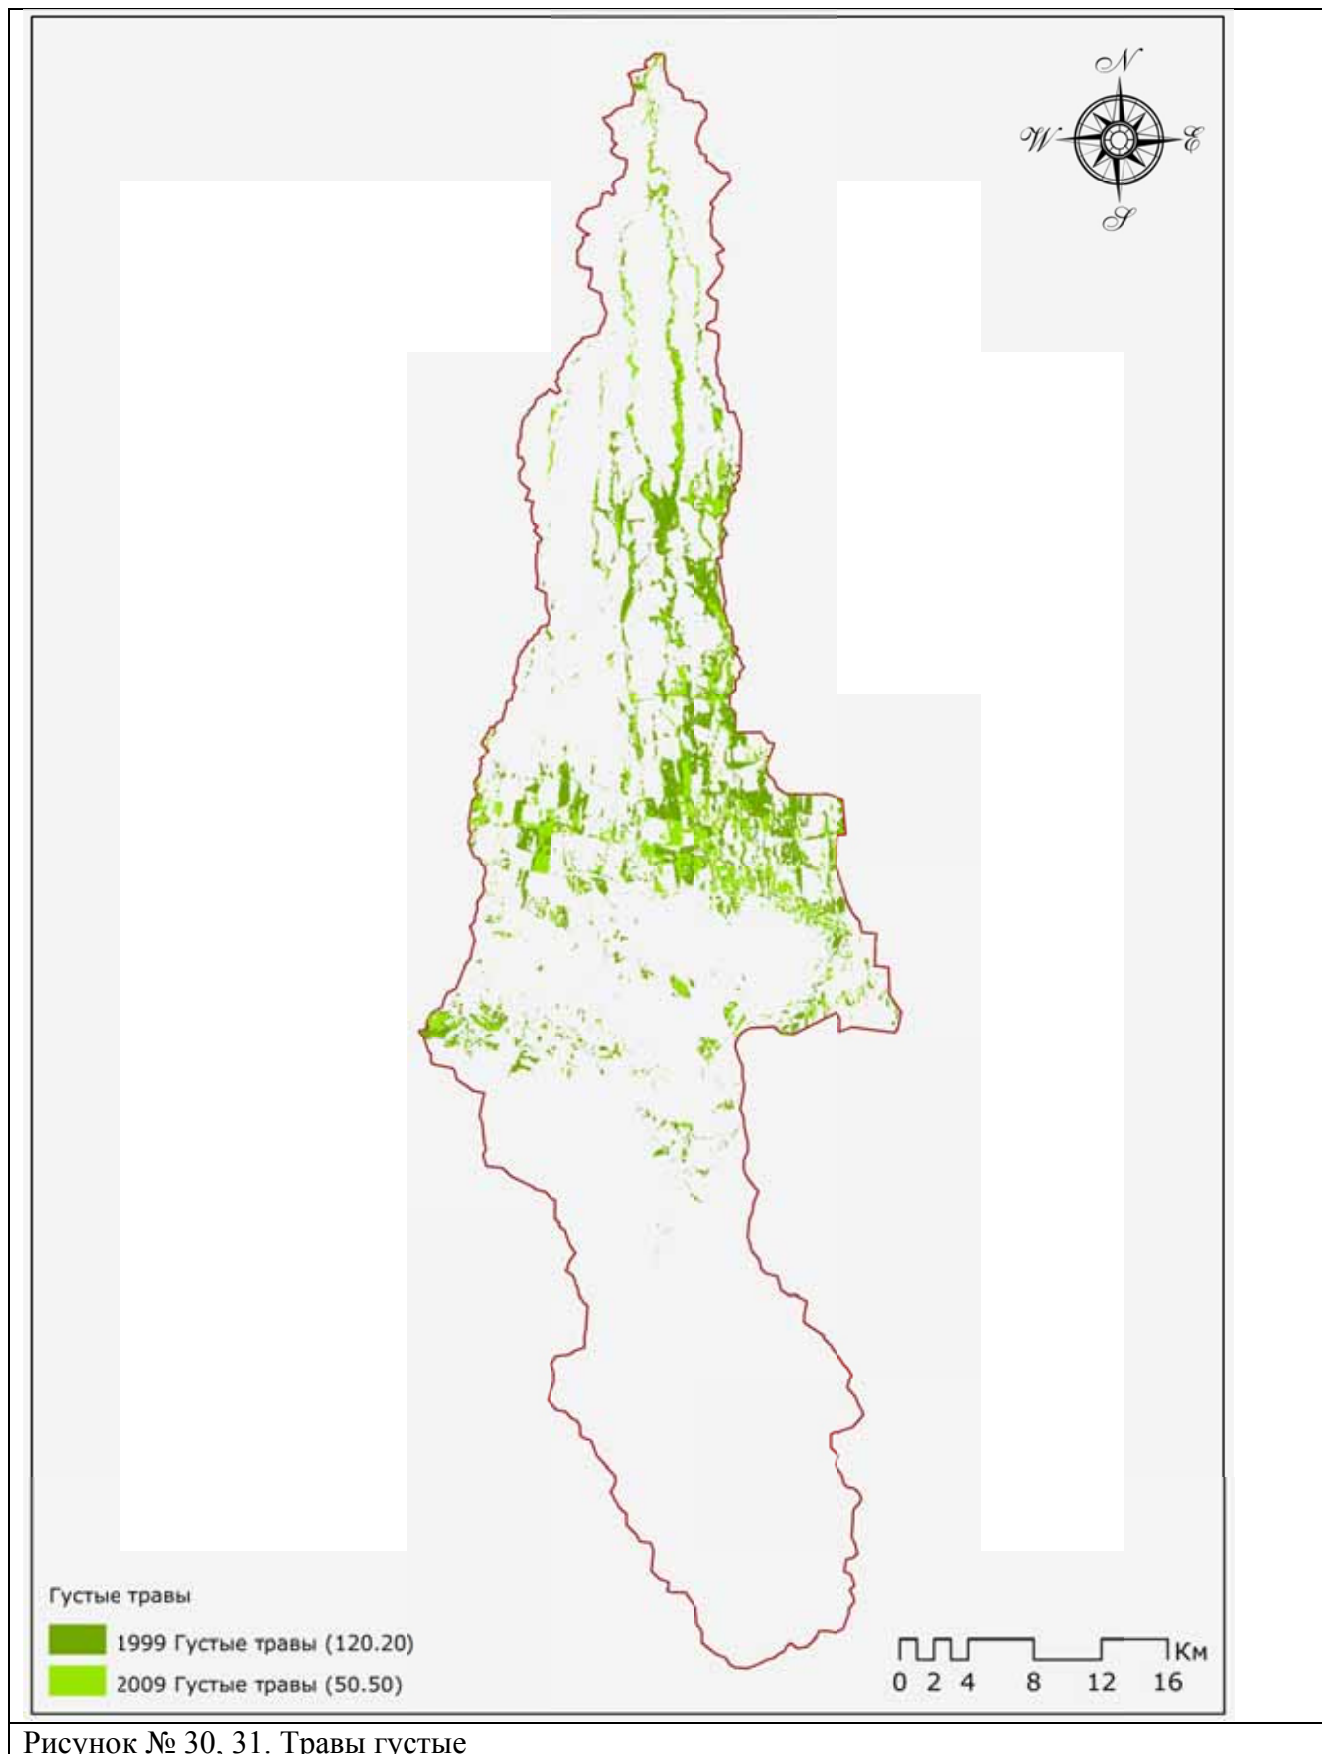 N
W E
S
Густые травы
1999 Густые травы (120.20)
2009 Густые травы (50.50)
Км
0 2 4 8 12 16
Рисунок № 30, 31. Травы густые